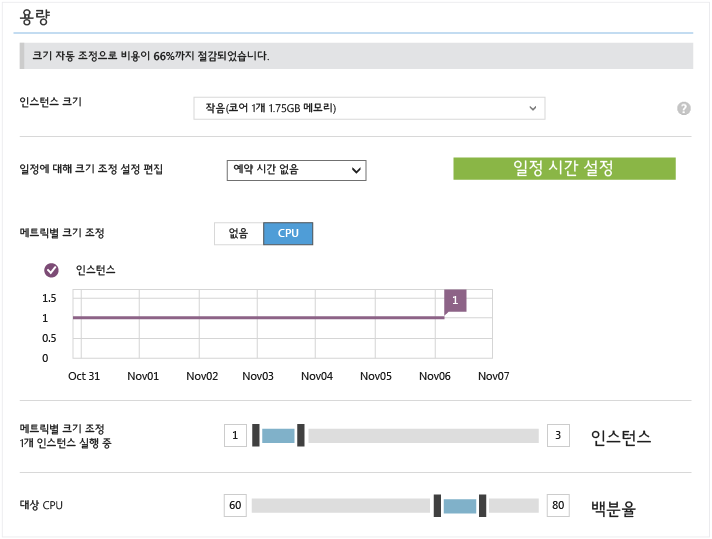 용량
크기 자동 조정으로 비용이 66%까지 절감되었습니다.
인스턴스 크기
작음(코어 1개 1.75GB 메모리)
?
일정에 대해 크기 조정 설정 편집
예약 시간 없음
일정 시간 설정
메트릭별 크기 조정
없음
CPU
인스턴스
1.5
1
0.5
0
1
Oct 31 Nov01 Nov02 Nov03 Nov04 Nov05 Nov06 Nov07
메트릭별 크기 조정
1개 인스턴스 실행 중
1
3
인스턴스
대상 CPU
60
80
백분율